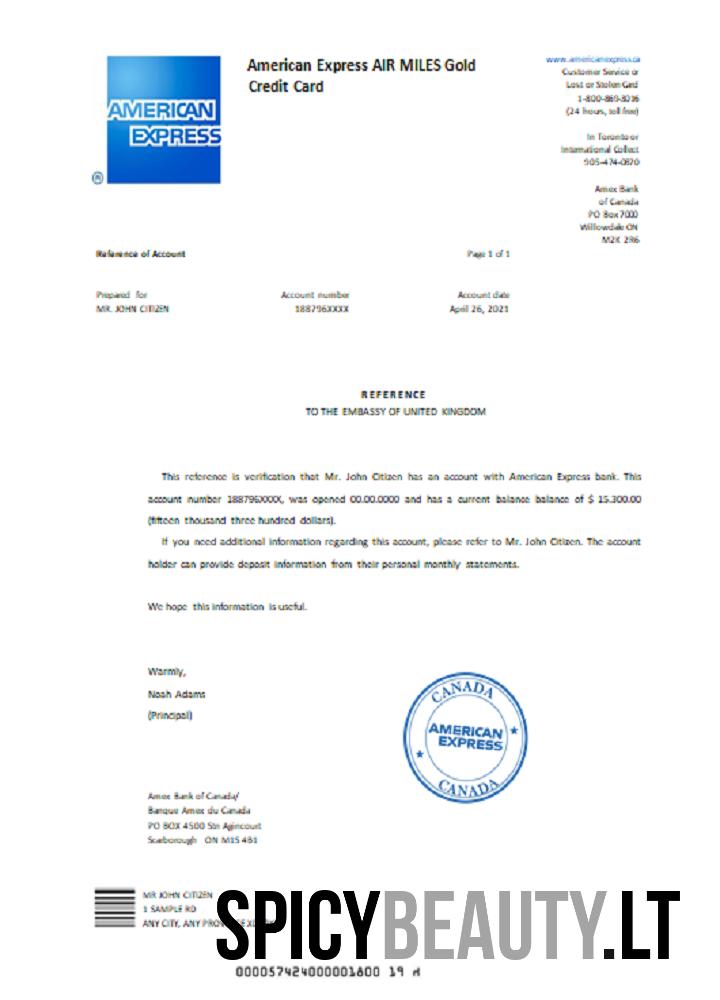 AMERICAN
EXPRESS
®
American Express AIR MILES Gold
Credit Card
www.americanexpress.ca
Customer Service or
Lost or Stolen Card
1-800-869-3016
(24 hours, toll free)
In Toronto or
International Collect
905-474-0870
Amex Bank
of Canada
PO Box 7000
Willowdale ON
M2K 2R6
Reference of Account
Page 1 of 1
Prepared for
Account number
Account date
MR. JOHN CITIZEN
188796XXXX
April 26, 2021
REFERENCE
TO THE EMBASSY OF UNITED KINGDOM
This reference is verification that Mr. John Citizen has an account with American Express bank. This
account number 188796XXXX, was opened 00.00.0000 and has a current balance balance of $ 15.300.00
(fifteen thousand three hundred dollars).
If you need additional information regarding this account, please refer to Mr. John Citizen. The account
holder can provide deposit information from their personal monthly statements.
We hope this information is useful.
Warmly,
Noah Adams
(Principal)
CANADA
AMERICAN
EXPRESS
CANADA
Amex Bank of Canada/
Banque Amex du Canada
PO BOX 4500 Stn Agincourt
Scarborough ON M1S 4B1
MR JOHN CITIZEN
1 SAMPLE RD
ANY CITY, ANY
SPICYBEAUTY.LT
000057424000001800 19